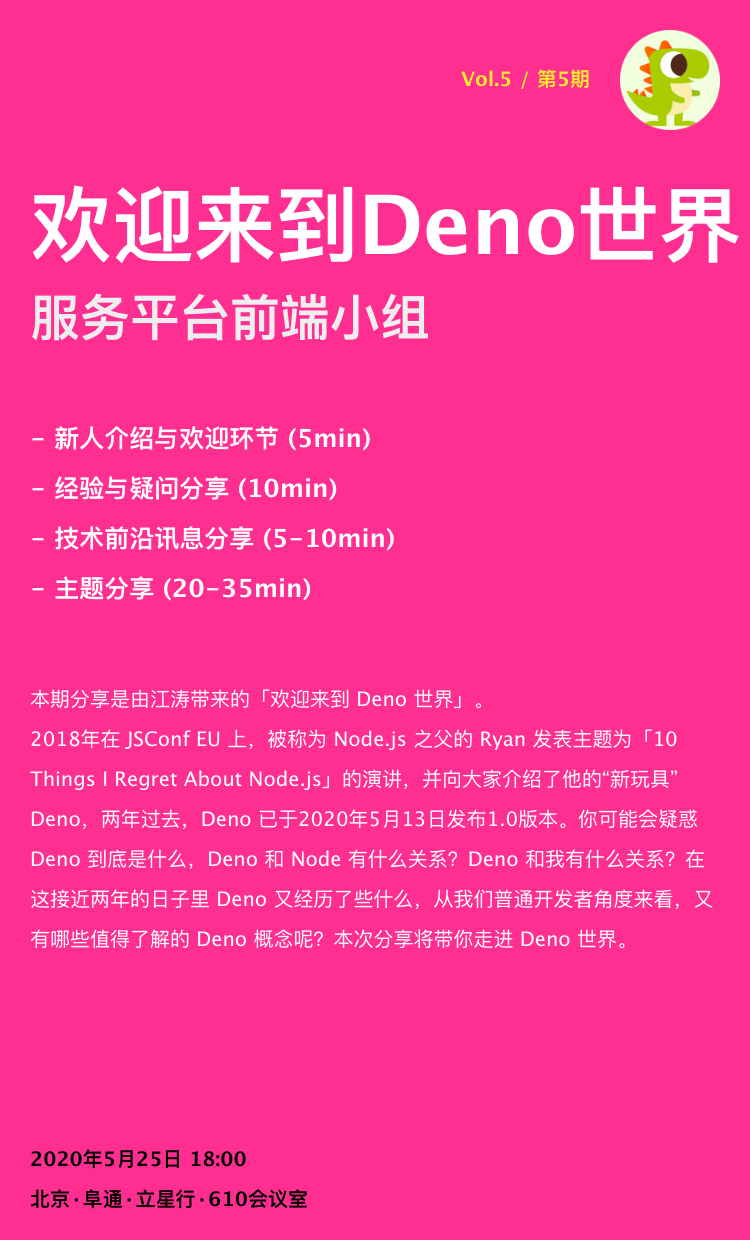 Vol.5 / 第5期
欢迎来到Deno世界
服务平台前端小组
- 新人介绍与欢迎环节 (5min)
- 经验与疑问分享 (10min)
- 技术前沿讯息分享 (5-10min)
- 主题分享 (20-35min)
本期分享是由江涛带来的「欢迎来到 Deno 世界」。
2018年在 JSConf EU 上，被称为 Node.js 之父的 Ryan 发表主题为「10
Things I Regret About Node.js」的演讲，并向大家介绍了他的“新玩具”
Deno，两年过去，Deno 已于2020年5月13日发布1.0版本。你可能会疑惑
Deno 到底是什么，Deno 和 Node 有什么关系？Deno 和我有什么关系？在
这接近两年的日子里 Deno 又经历了些什么，从我们普通开发者角度来看，又
有哪些值得了解的 Deno 概念呢？本次分享将带你走进 Deno 世界。
2020年5月25日 18:00
北京·阜通·立星行·610会议室